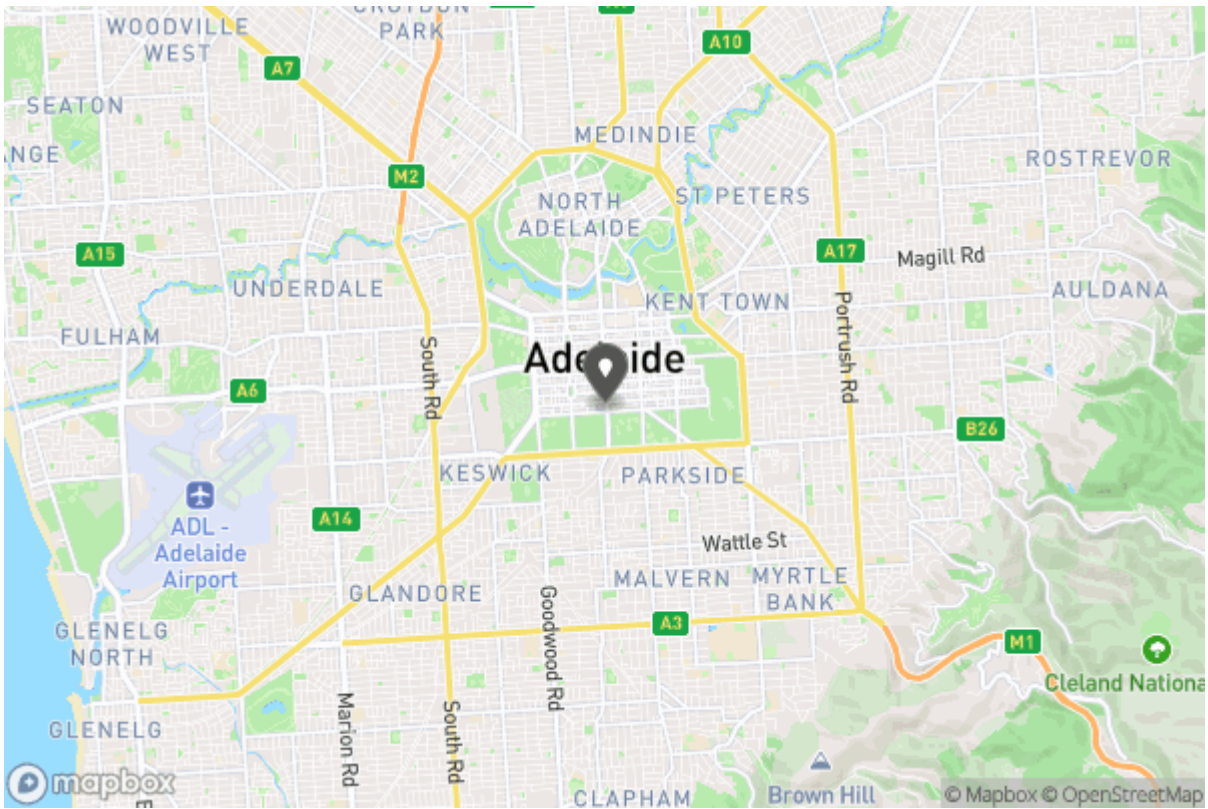 CROYDON
PARK
WOODVILLE
WEST
A7
A10
SEATON
ANGE
MEDINDIE
ROSTREVOR
M2
NORTH
ADELAIDE
ST PETERS
A15
A17
Magill Rd
UNDERDALE
KENT TOWN
AULDANA
FULHAM
South Rd
Adelaide
Portrush Rd
A6
B26
KESWICK
PARKSIDE
ADL -
Adelaide
Airport
A14
Wattle St
GLANDORE
MALVERN
MYRTLE
BANK
Goodwood Rd
A3
GLENELG
NORTH
M1
Cleland Nationa
GLENELG
Marion Rd
South Rd
mapbox
CLAPHAM
Brown Hill
© Mapbox © OpenStreetMap